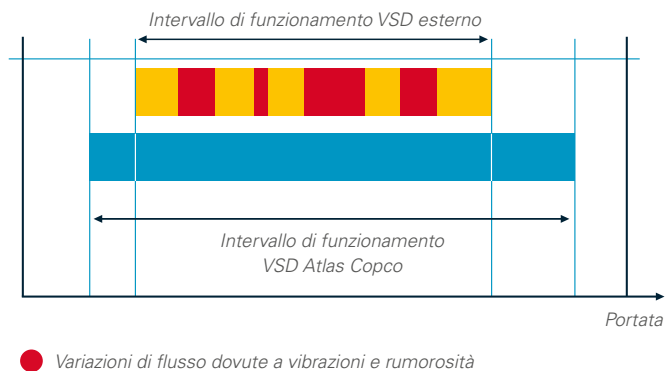 Intervallo di funzionamento VSD esterno
Intervallo di funzionamento
VSD Atlas Copco
Portata
Variazioni di flusso dovute a vibrazioni e rumorosità